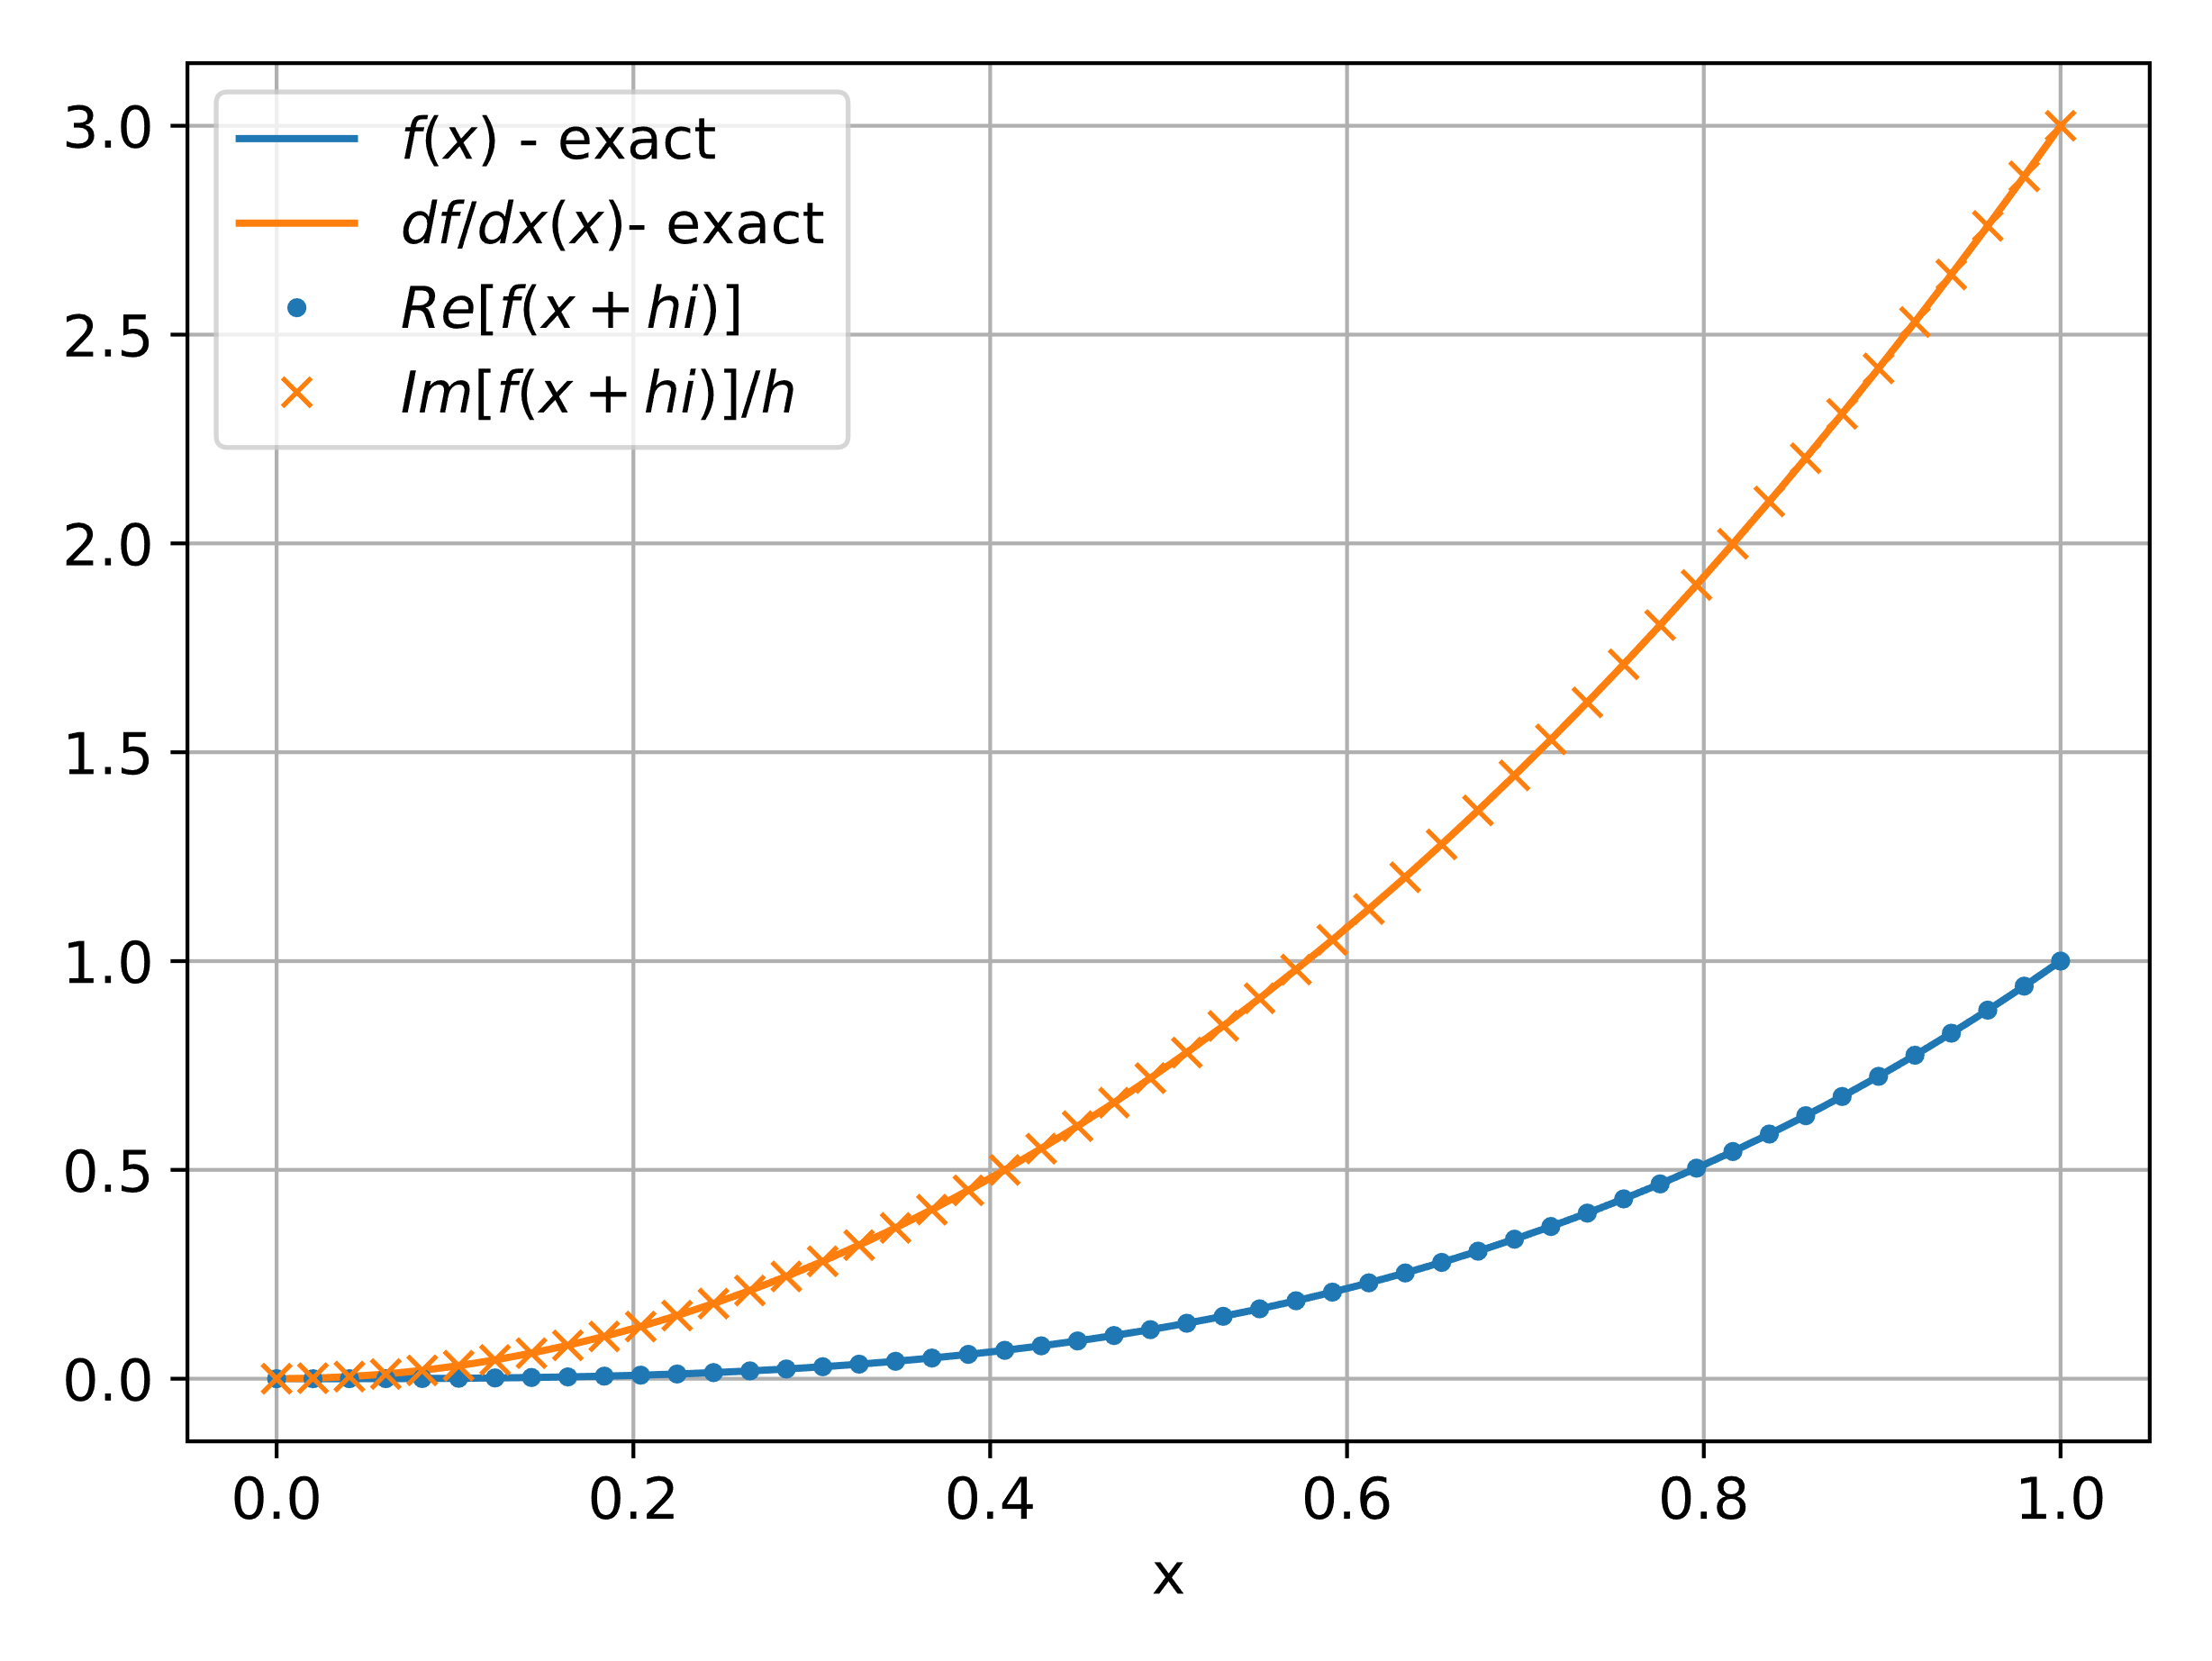 f(x) - exact
df/dx(x)- exact
Re[f(x + hi)]
Im[f(x + hi)]/h
3.0
2.5
2.0
1.5
1.0
0.5
0.0
0.0 0.2 0.4 0.6 0.8 1.0
x